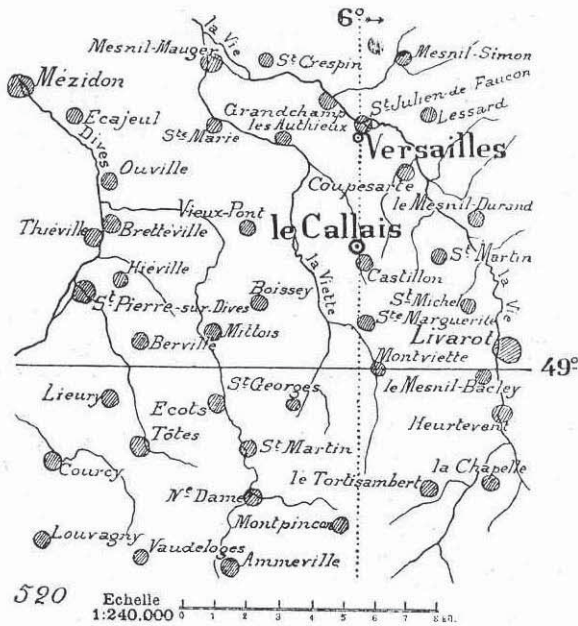 6° ↔
la Vie
Mesnil-Mauger
St Crespin
Mesnil-Simon
Mézidon
St Julien de Faucon
Ecajeul
Grandchamp
Lessard
Ste Marie
les Authieux
Versailles
Dives
Ouville
Coupesarte
le Mesnil-Durand
Vieux-Pont
Thiéville
Bretteville
le Callais
St Martin
Hiéville
la Viette
Castillon
la Vie
St Pierre-sur-Dives
Boissey
St Michel
Ste Marguerite
Mittois
Livarot
Berville
Montviette
49°
St Georges
le Mesnil-Bacley
Lieury
Ecots
Heurtevent
Tôtes
St Martin
Courcy
la Chapelle
le Tortisambert
Ne Dame
Montpincon
Louvagny
Vaudeloges
Ammeville
520
Echelle
1:240.000
0 1 2 3 4 5 6 7